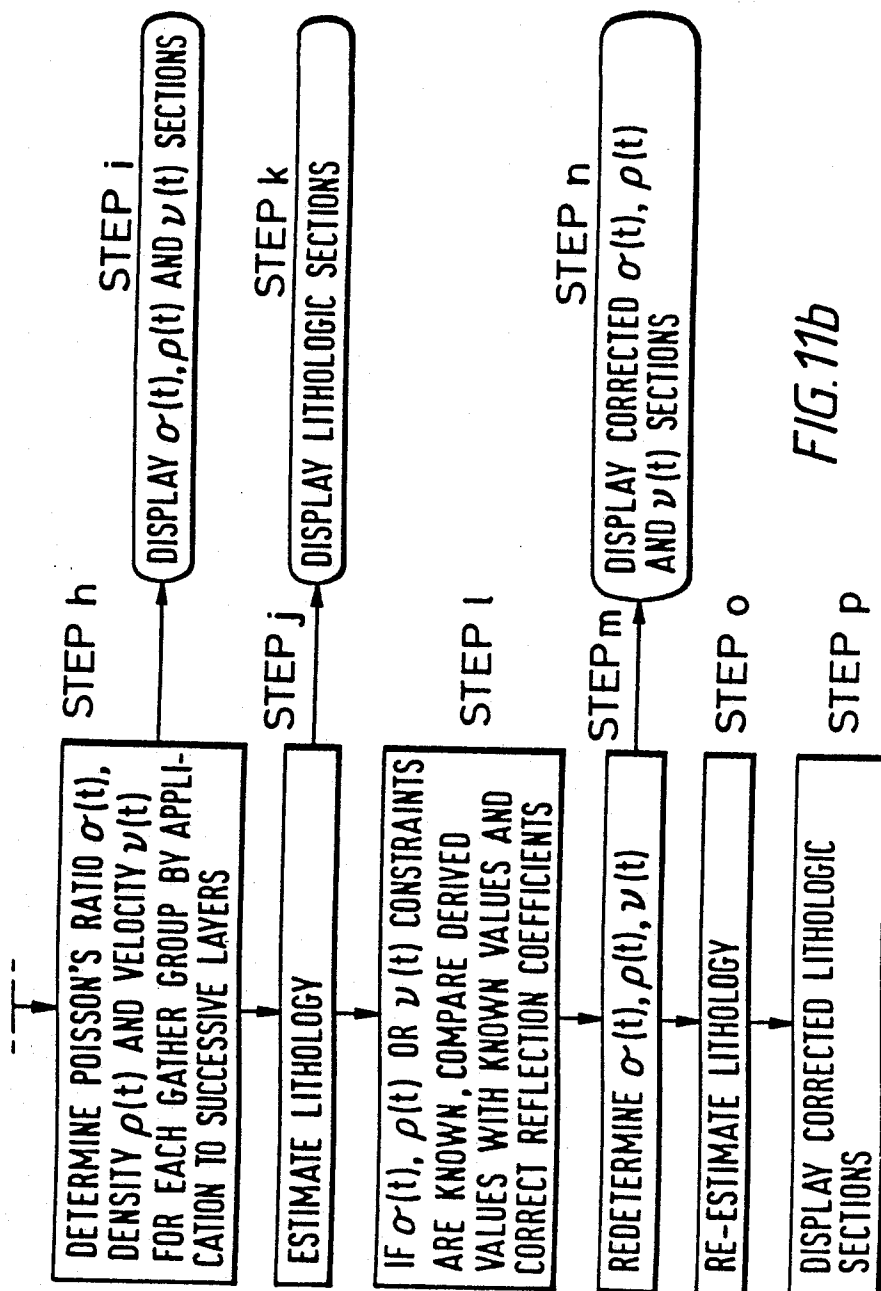 STEP h
DETERMINE POISSON'S RATIO σ(t),
DENSITY ρ(t) AND VELOCITY ν(t)
FOR EACH GATHER GROUP BY APPLI-
CATION TO SUCCESSIVE LAYERS
STEP i
DISPLAY σ(t), ρ(t) AND ν(t) SECTIONS
STEP j
ESTIMATE LITHOLOGY
STEP k
DISPLAY LITHOLOGIC SECTIONS
STEP l
IF σ(t), ρ(t) OR ν(t) CONSTRAINTS
ARE KNOWN, COMPARE DERIVED
VALUES WITH KNOWN VALUES AND
CORRECT REFLECTION COEFFICIENTS
STEP m
REDETERMINE σ(t), ρ(t), ν(t)
STEP n
DISPLAY CORRECTED σ(t), ρ(t)
AND ν(t) SECTIONS
STEP o
RE-ESTIMATE LITHOLOGY
STEP p
DISPLAY CORRECTED LITHOLOGIC
SECTIONS
FIG.11b